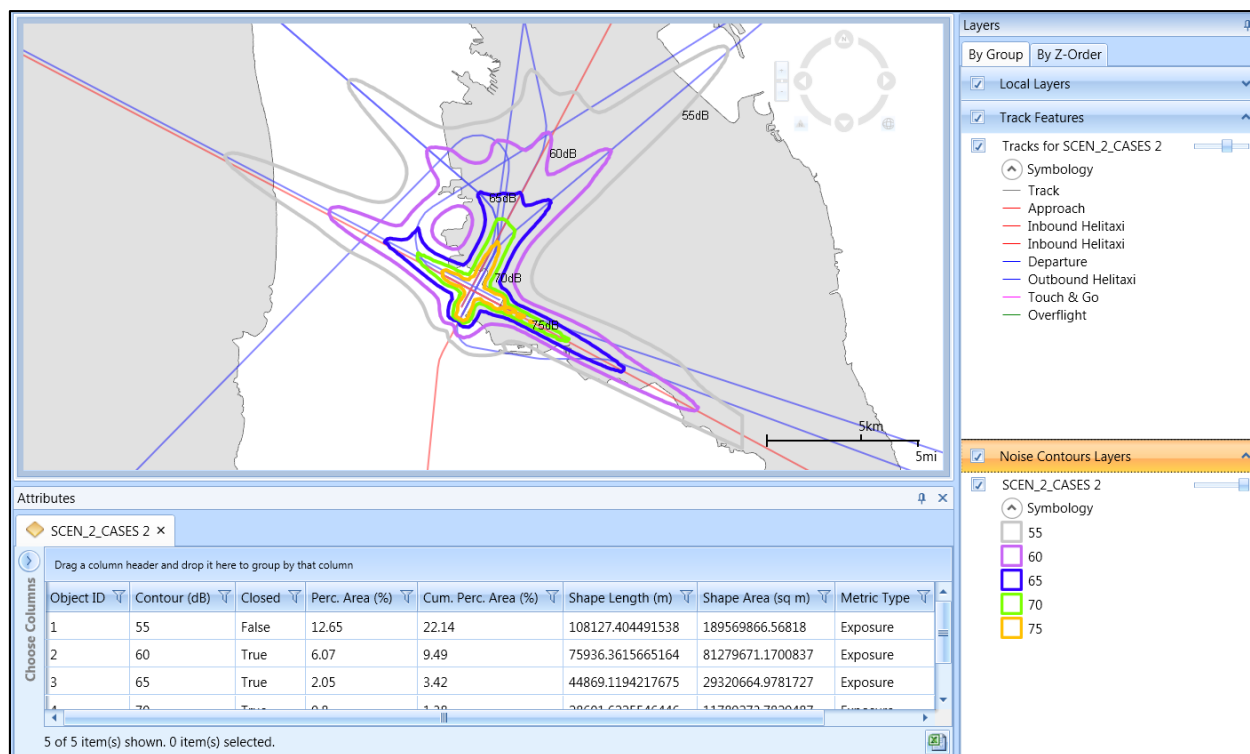 55dB
60dB
65dB
70dB
75dB
5km
5mi
Layers
By Group
By Z-Order
Local Layers
Track Features
Tracks for SCEN_2_CASES 2
Symbology
Track
Approach
Inbound Helitaxi
Inbound Helitaxi
Departure
Outbound Helitaxi
Touch & Go
Overflight
Noise Contours Layers
SCEN_2_CASES 2
Symbology
55
60
65
70
75
Attributes
SCEN_2_CASES 2 ×
Choose Columns
Drag a column header and drop it here to group by that column
Object ID Contour (dB) Closed Perc. Area (%) Cum. Perc. Area (%) Shape Length (m) Shape Area (sq m) Metric Type
1 55 False 12.65 22.14 108127.404491538 189569866.56818 Exposure
2 60 True 6.07 9.49 75936.3615665164 81279671.1700837 Exposure
3 65 True 2.05 3.42 44869.1194217675 29320664.9781727 Exposure
5 of 5 item(s) shown. 0 item(s) selected.